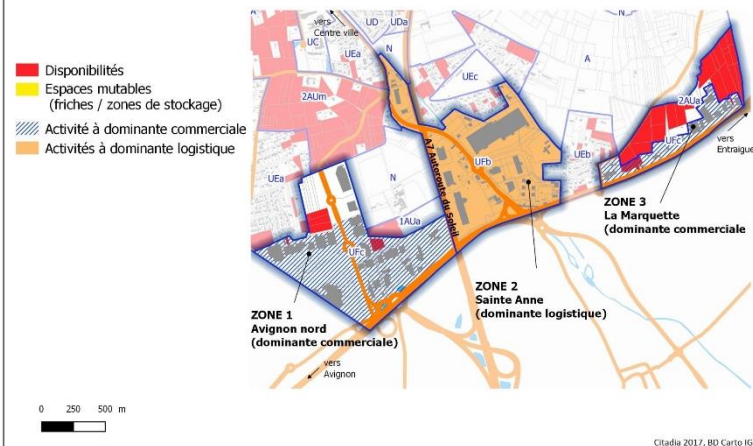 Disponibilités
Espaces mutables
(friches / zones de stockage)
Activité à dominante commerciale
Activités à dominante logistique
vers
Centre ville
UD
UDa
UC
UEa
N
2AUm
UEc
A
A
2AUa
UFc
vers
Entraigues
UEb
UFb
A7 Autoroute du Soleil
UEa
N
1AUa
UFc
ZONE 3
La Marquette
(dominante commerciale
ZONE 2
Sainte Anne
(dominante logistique)
ZONE 1
Avignon nord
(dominante commerciale)
vers
Avignon
0 250 500 m
Citadia 2017, BD Carto IG